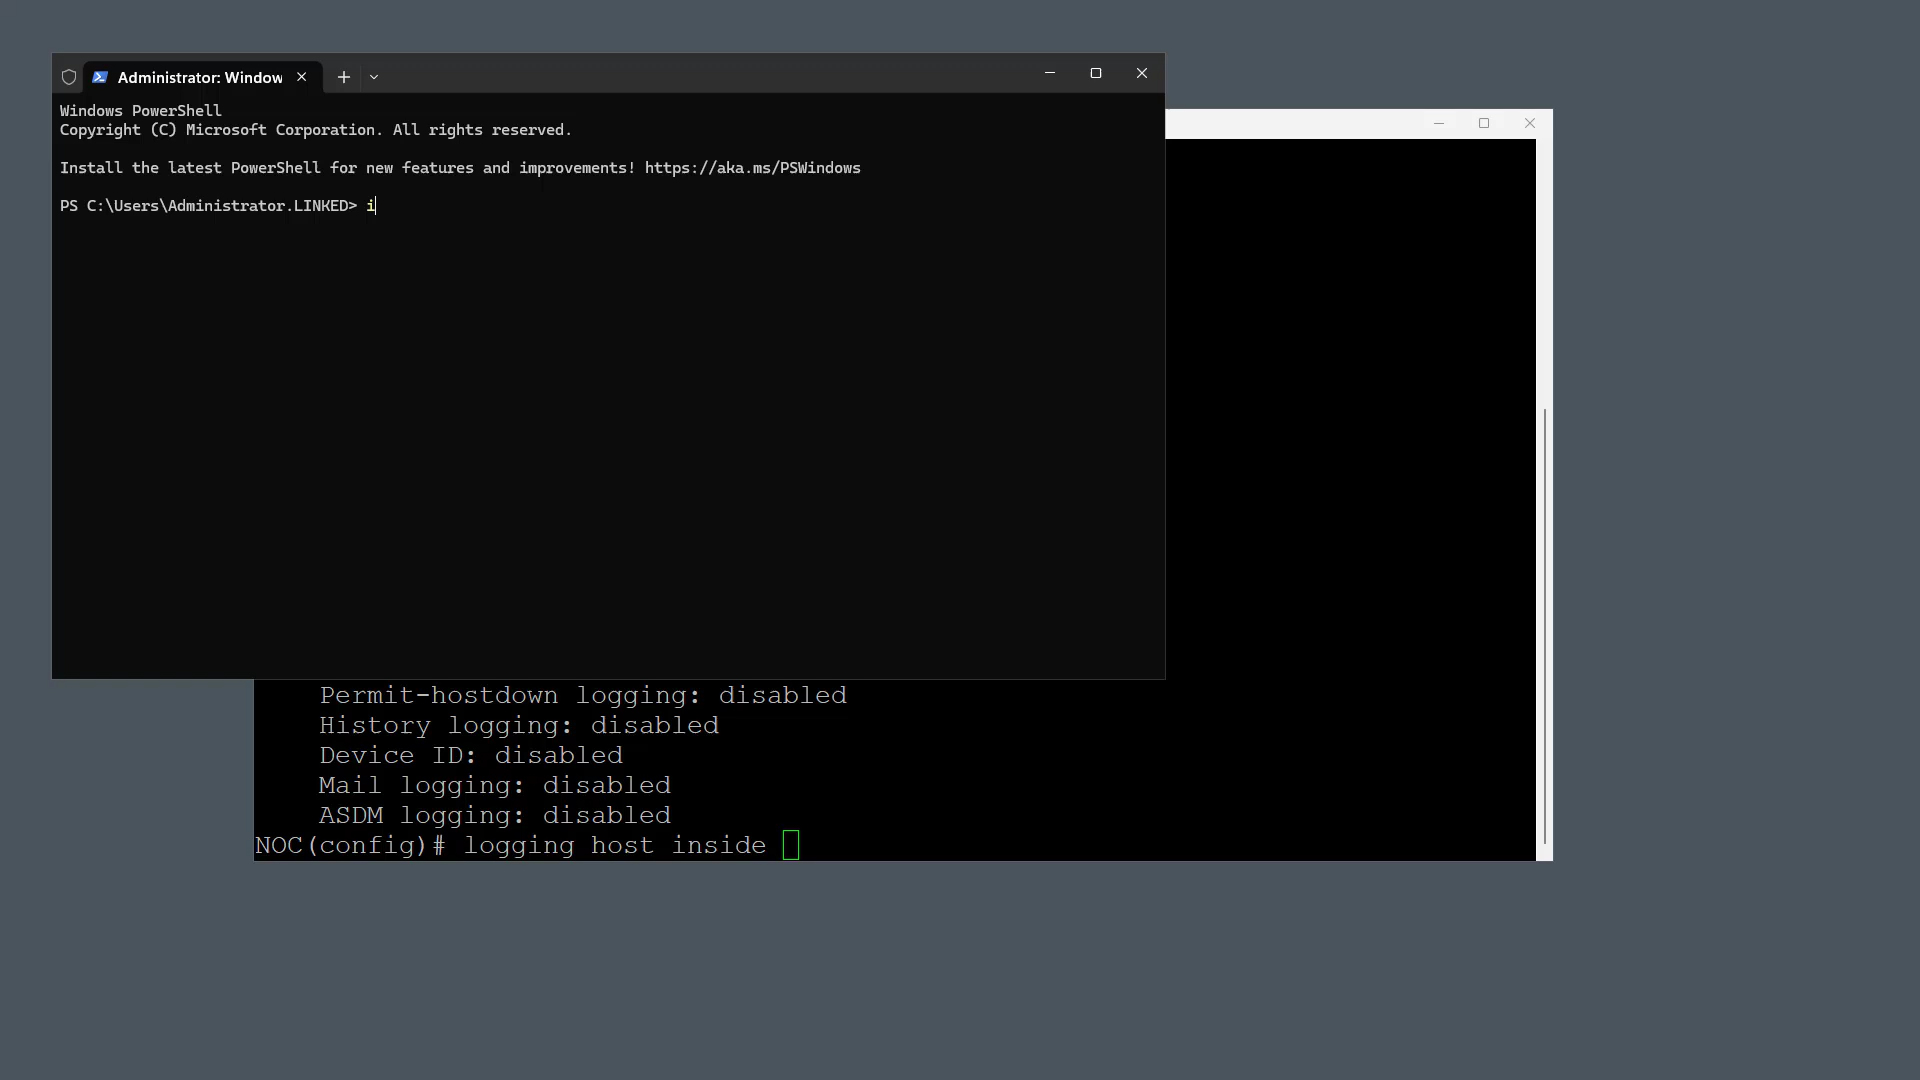 Administrator: Window
Windows PowerShell
Copyright (C) Microsoft Corporation. All rights reserved.
Install the latest PowerShell for new features and improvements! https://aka.ms/PSWindows
PS C:\Users\Administrator.LINKED> i
Permit-hostdown logging: disabled
History logging: disabled
Device ID: disabled
Mail logging: disabled
ASDM logging: disabled
NOC(config)# logging host inside